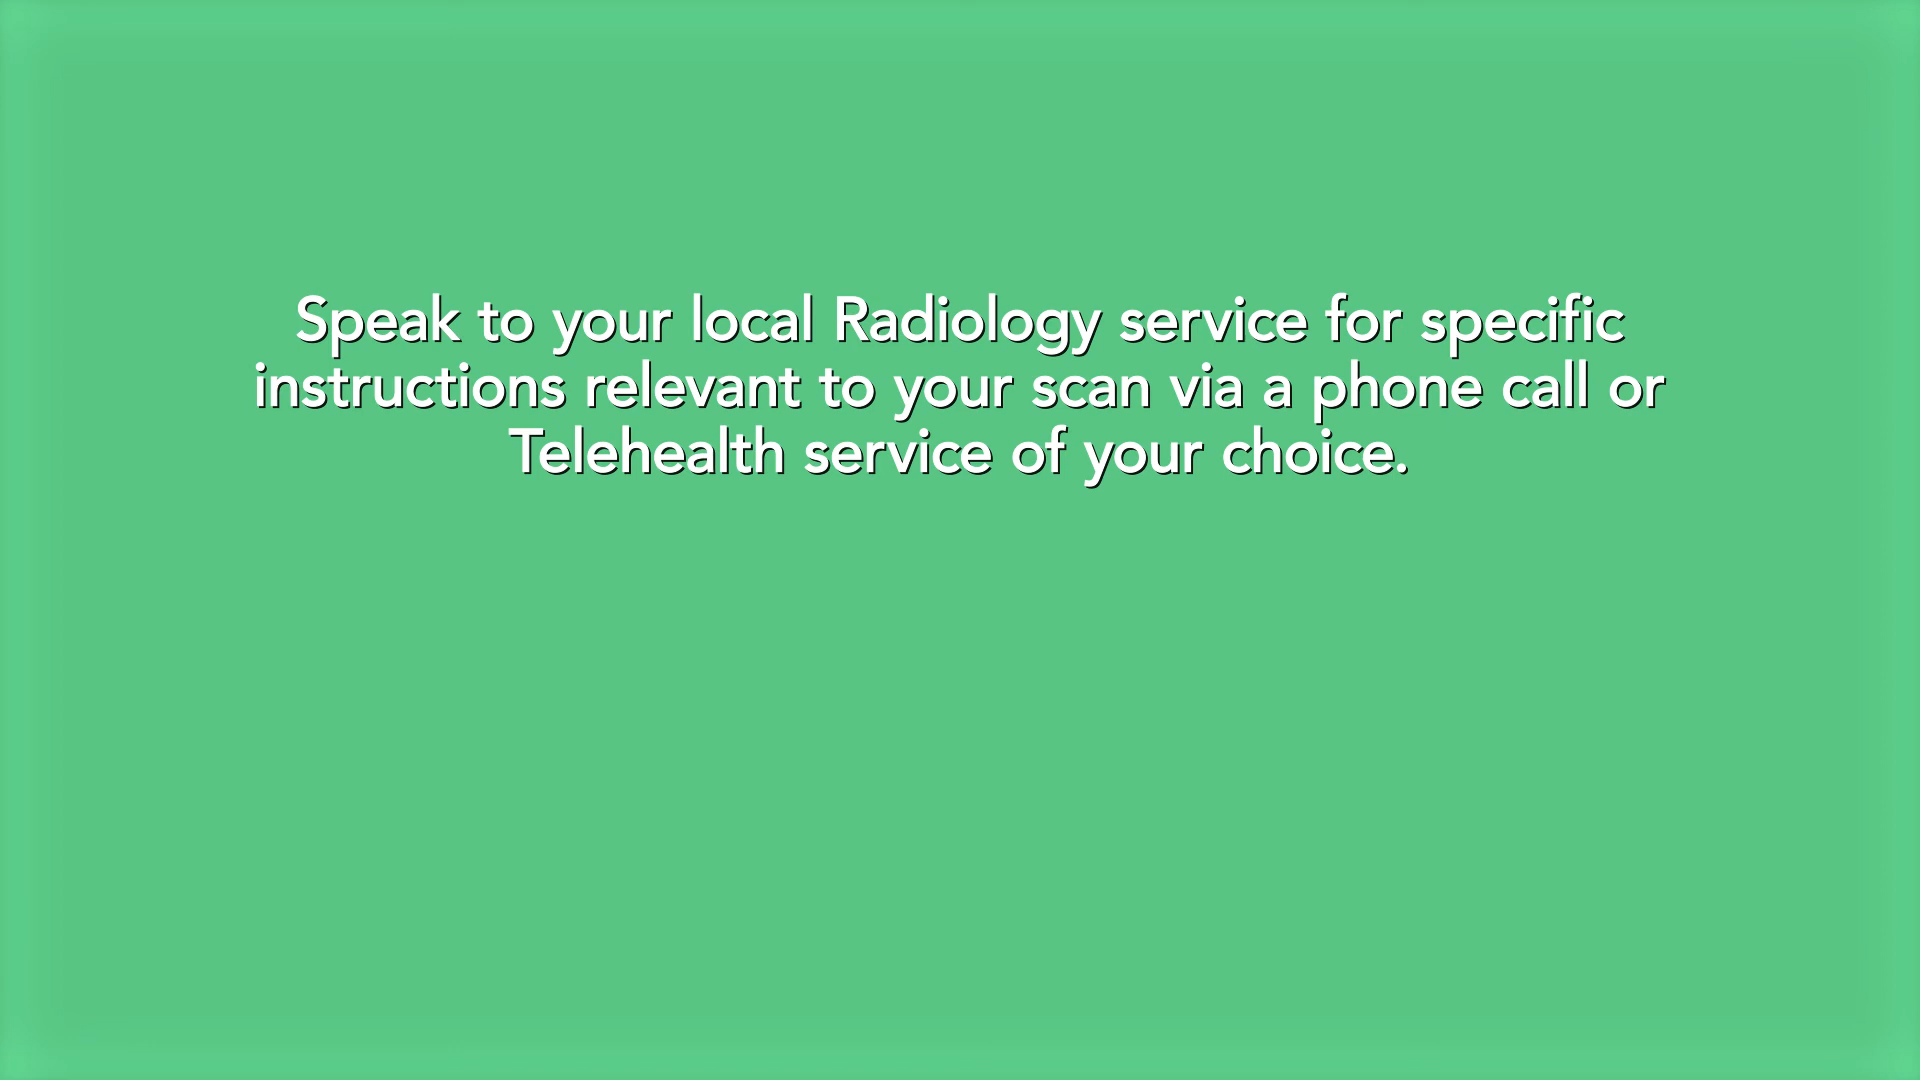 Speak to your local Radiology service for specific
instructions relevant to your scan via a phone call or
Telehealth service of your choice.